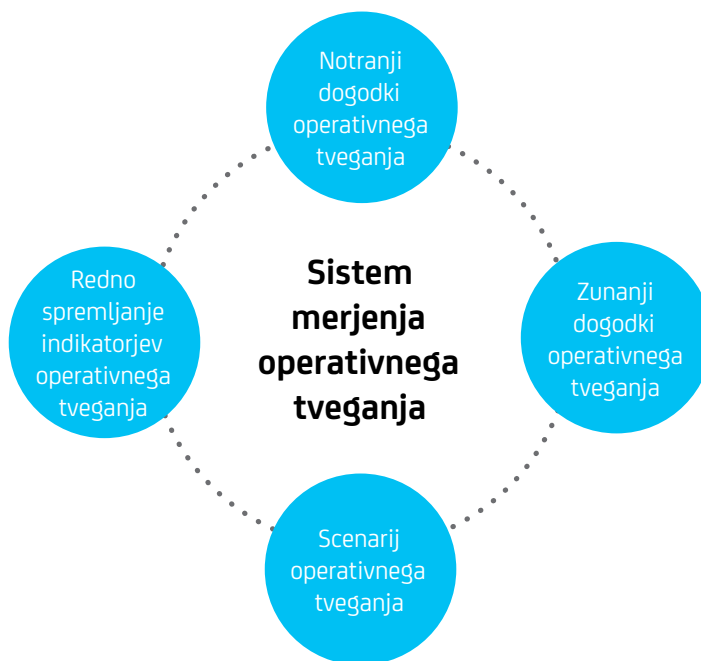 Notranji
dogodki
operativnega
tveganja
Sistem
merjenja
operativnega
tveganja
Redno
spremljanje
indikatorjev
operativnega
tveganja
Zunanji
dogodki
operativnega
tveganja
Scenarij
operativnega
tveganja